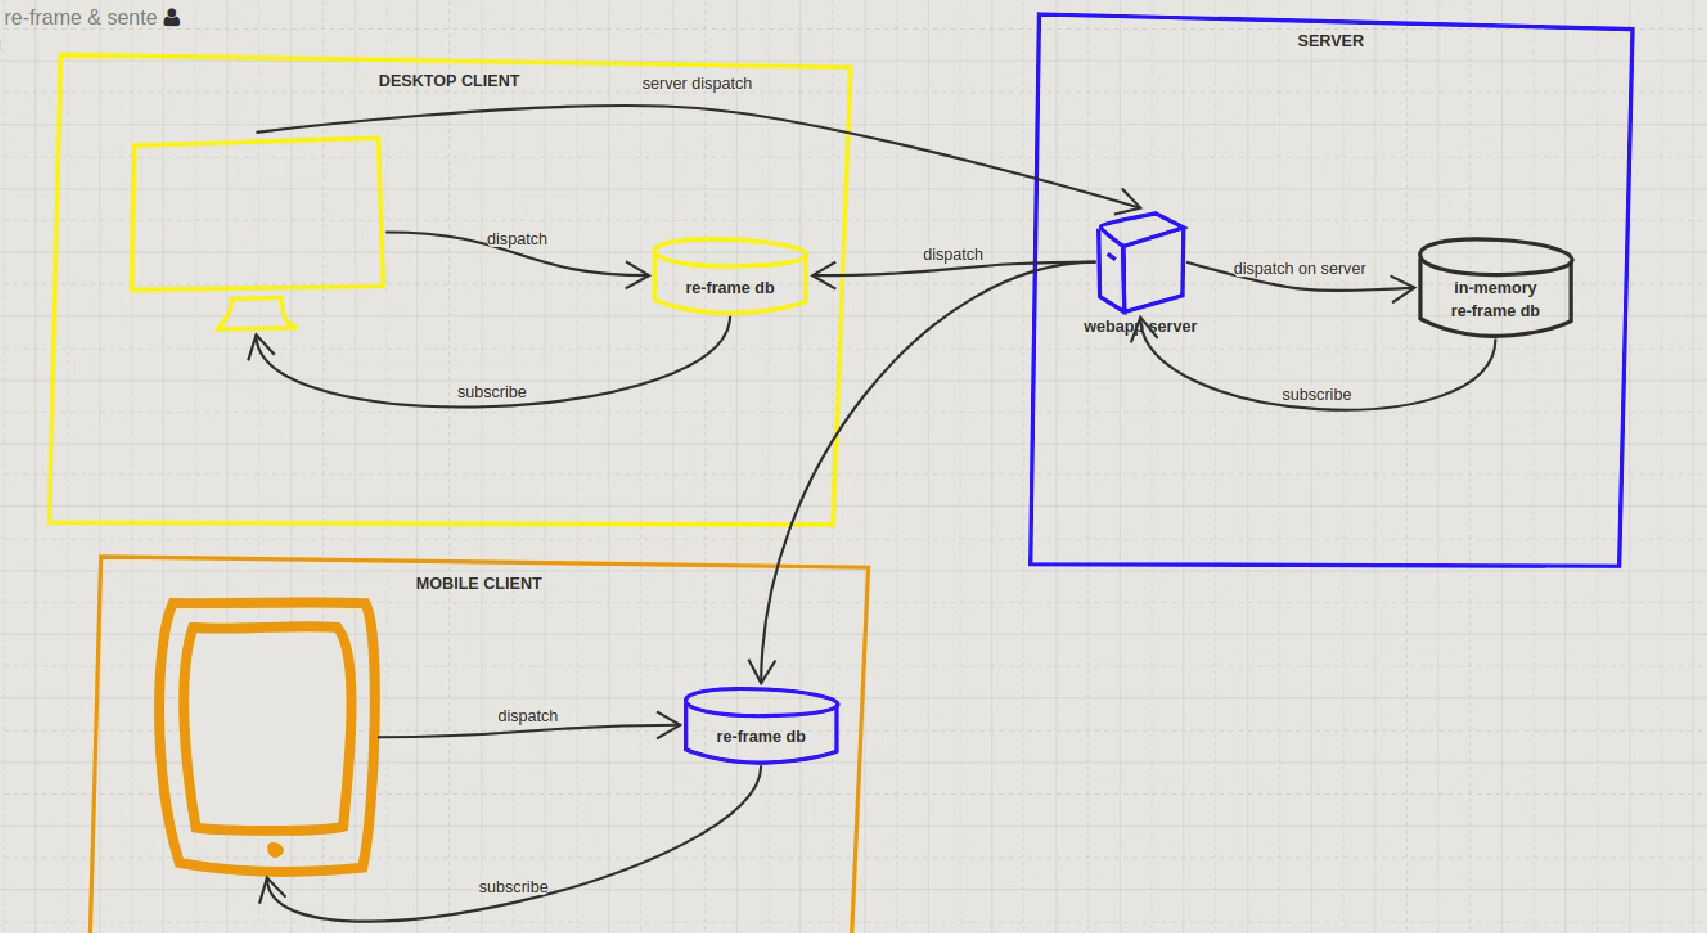 re-frame & sente
DESKTOP CLIENT
server dispatch
dispatch
re-frame db
subscribe
dispatch
SERVER
webapp server
dispatch on server
in-memory
re-frame db
subscribe
MOBILE CLIENT
dispatch
re-frame db
subscribe